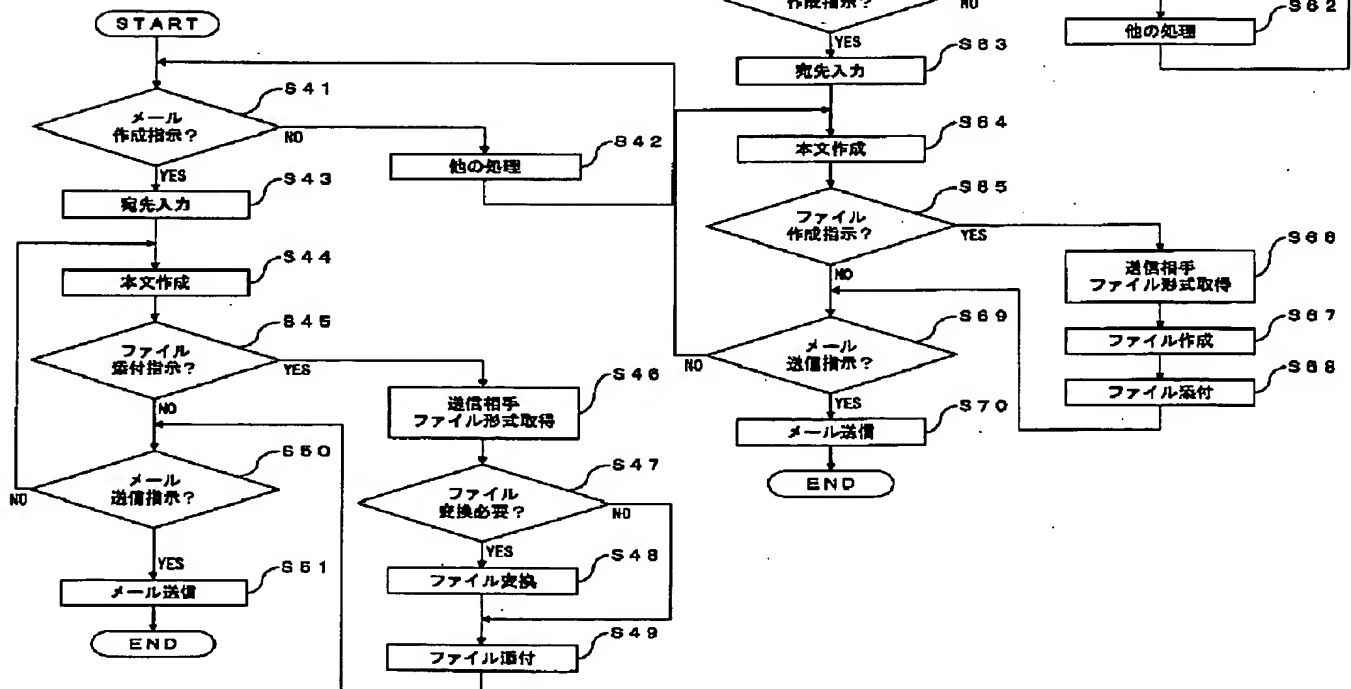 START
S41
メール
作成指示?
NO
YES
S42
他の処理
S43
宛先入力
S44
本文作成
S45
ファイル
添付指示?
YES
NO
S46
送信相手
ファイル形式取得
S47
ファイル
変換必要?
NO
YES
S48
ファイル変換
S49
ファイル添付
S50
メール
送信指示?
NO
YES
S51
メール送信
END
作成指示?
NO
YES
S62
他の処理
S63
宛先入力
S64
本文作成
S65
ファイル
作成指示?
YES
NO
S66
送信相手
ファイル形式取得
S67
ファイル作成
S68
ファイル添付
S69
メール
送信指示?
NO
YES
S70
メール送信
END